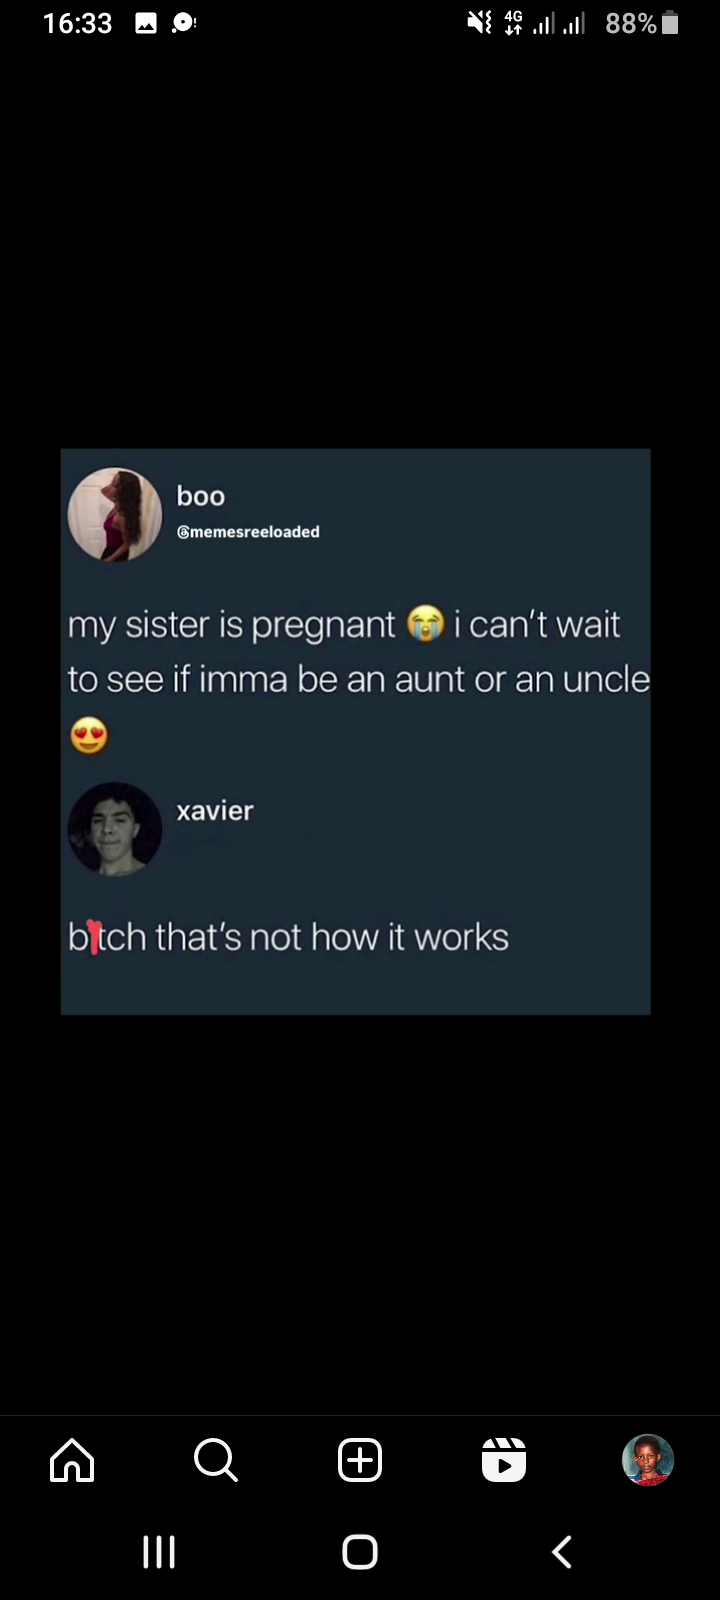 16:33
4G
88%
boo
@memesreeloaded
my sister is pregnant 😭 i can't wait
to see if imma be an aunt or an uncle
😍
xavier
bitch that's not how it works